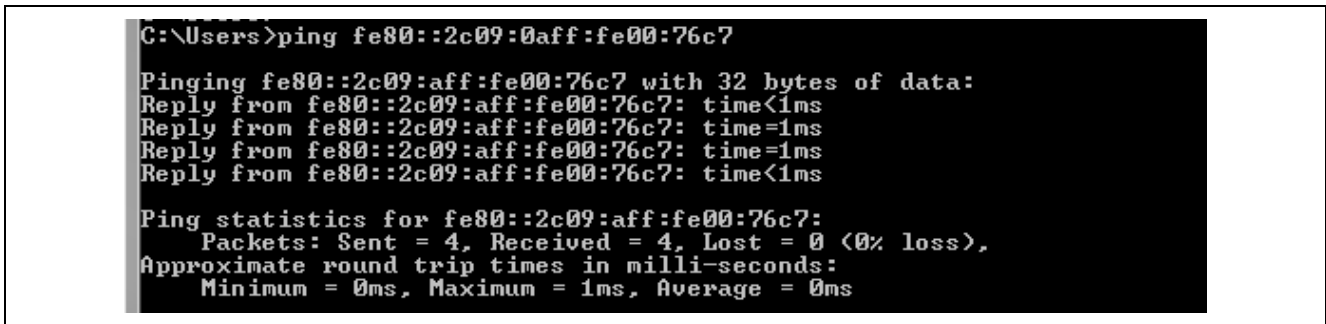 C:\Users>ping fe80::2c09:0aff:fe00:76c7
Pinging fe80::2c09:aff:fe00:76c7 with 32 bytes of data:
Reply from fe80::2c09:aff:fe00:76c7: time<1ms
Reply from fe80::2c09:aff:fe00:76c7: time=1ms
Reply from fe80::2c09:aff:fe00:76c7: time=1ms
Reply from fe80::2c09:aff:fe00:76c7: time<1ms
Ping statistics for fe80::2c09:aff:fe00:76c7:
    Packets: Sent = 4, Received = 4, Lost = 0 (0% loss),
Approximate round trip times in milli-seconds:
    Minimum = 0ms, Maximum = 1ms, Average = 0ms